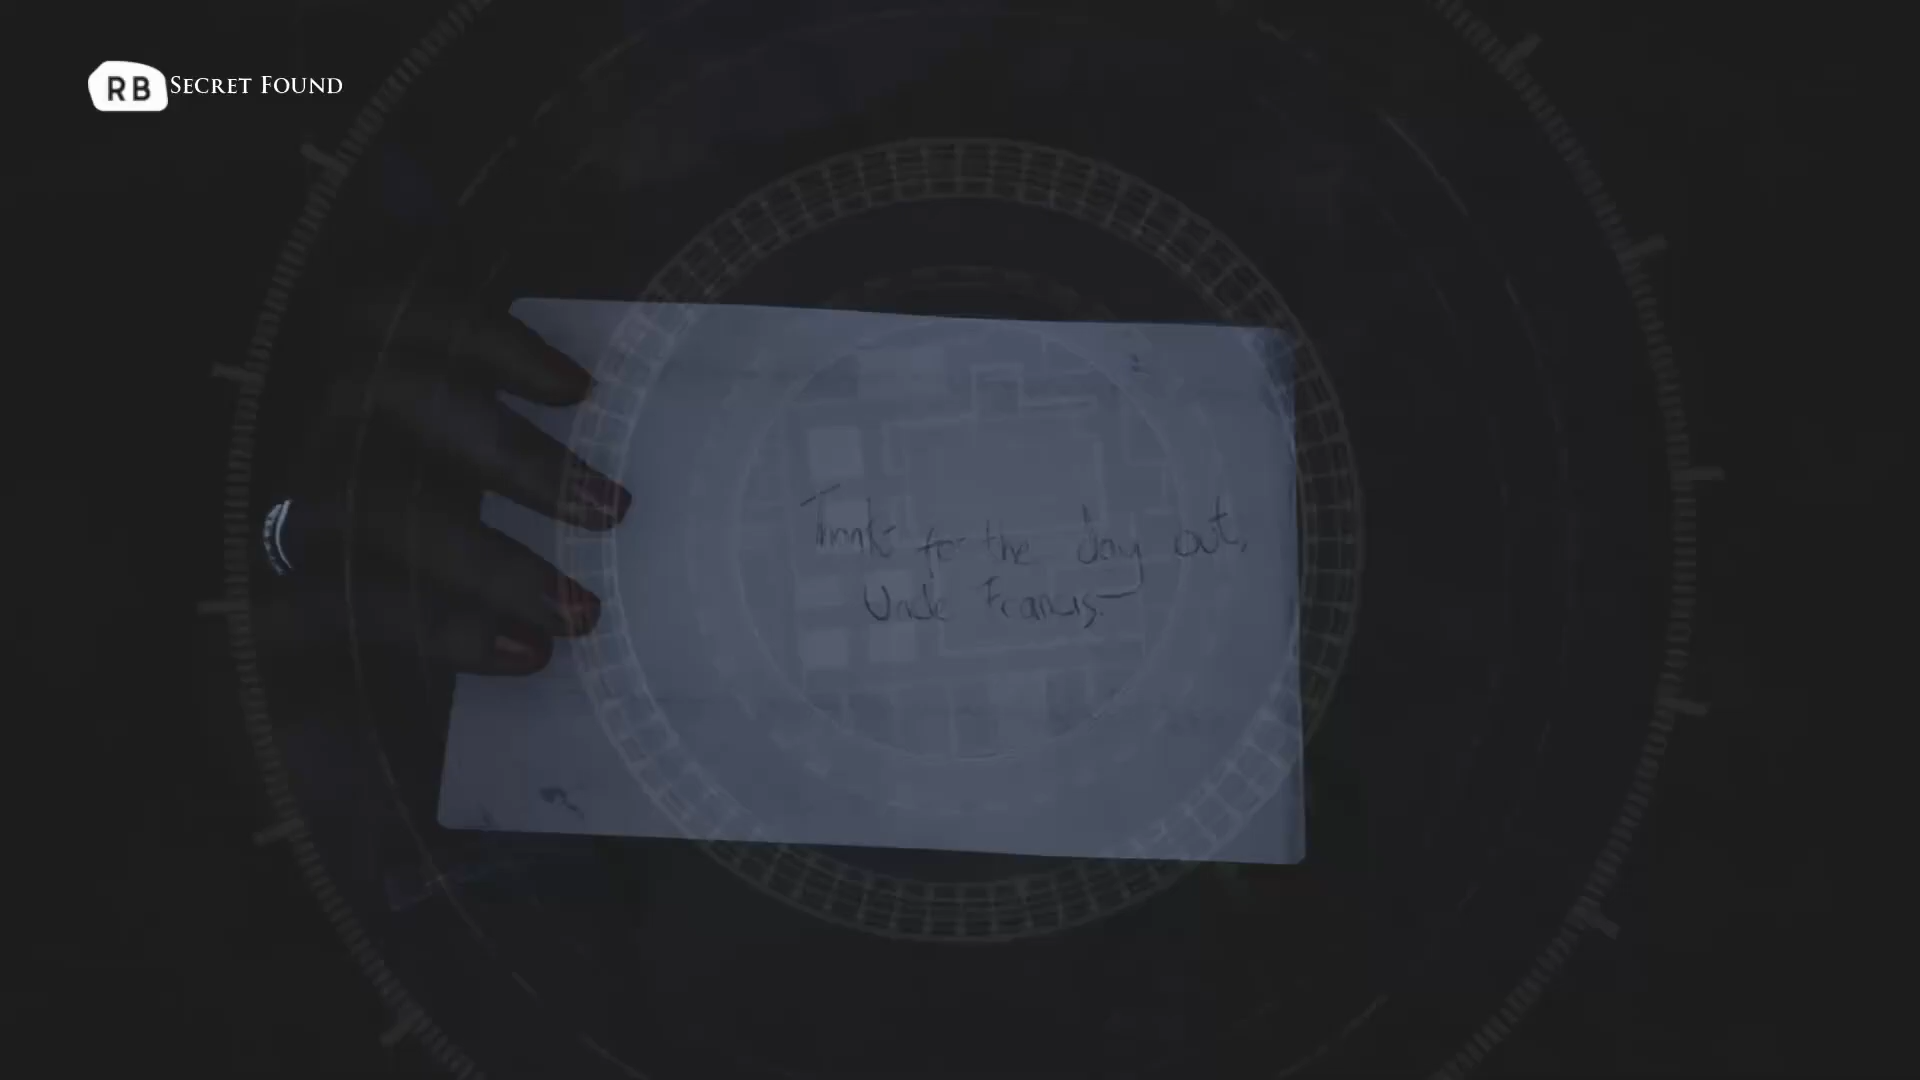 RB SECRET FOUND
Thanks for the day out,
Uncle Francis.